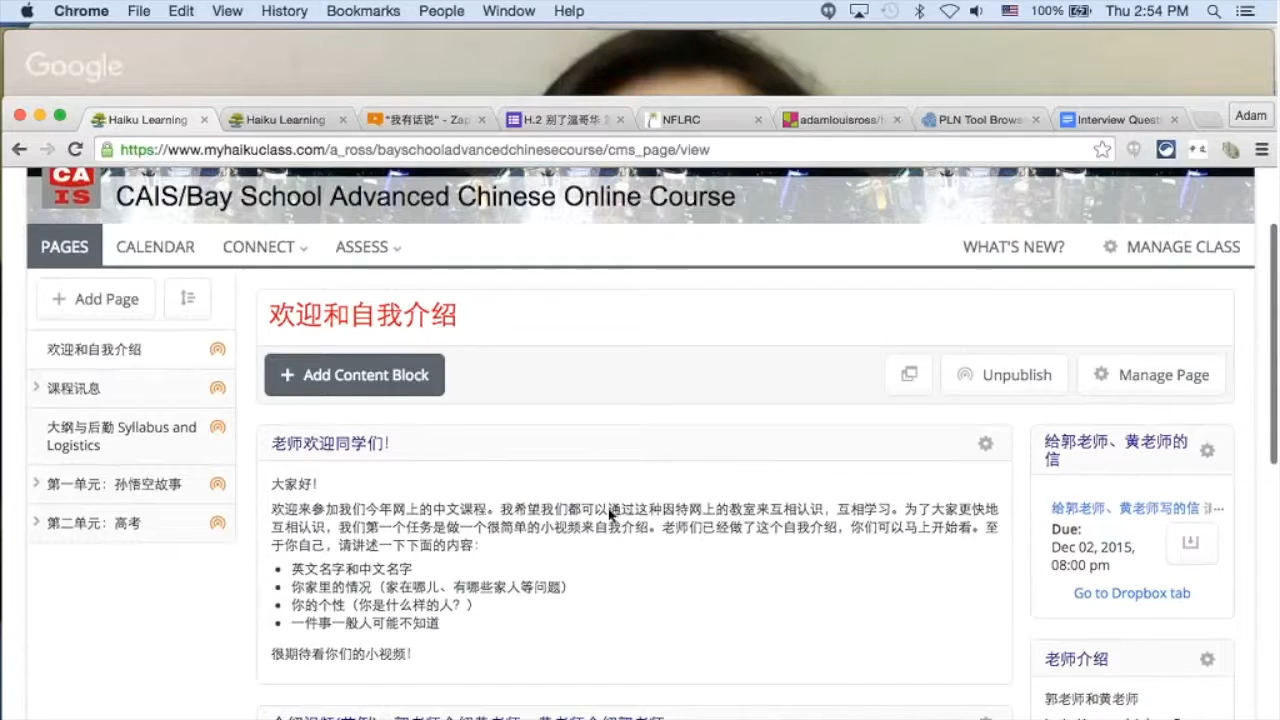 Chrome File Edit View History Bookmarks People Window Help 100% Thu 2:54 PM
Google
Haiku Learning
Haiku Learning
"我有话说" - Zap
H.2 别了温哥华
NFLRC
adamlouisross/h
PLN Tool Brows
Interview Quest
Adam
https://www.myhaikuclass.com/a_ross/bayschooladvancedchinesecourse/cms_page/view
CAIS
CAIS/Bay School Advanced Chinese Online Course
PAGES CALENDAR CONNECT ASSESS WHAT'S NEW? MANAGE CLASS
+ Add Page
欢迎和自我介绍
课程讯息
大纲与后勤 Syllabus and
Logistics
第一单元：孙悟空故事
第二单元：高考
欢迎和自我介绍
+ Add Content Block
Unpublish
Manage Page
老师欢迎同学们！
大家好！
欢迎来参加我们今年网上的中文课程。我希望我们都可以通过这种因特网上的教室来互相认识，互相学习。为了大家更快地
互相认识，我们第一个任务是做一个很简单的小视频来自我介绍。老师们已经做了这个自我介绍，你们可以马上开始看。至
于你自己，请讲述一下下面的内容：
• 英文名字和中文名字
• 你家里的情况（家在哪儿、有哪些家人等问题）
• 你的个性（你是什么样的人？）
• 一件事一般人可能不知道
很期待看你们的小视频！
给郭老师、黄老师的
信
给郭老师、黄老师写的信
Due:
Dec 02, 2015,
08:00 pm
Go to Dropbox tab
老师介绍
郭老师和黄老师